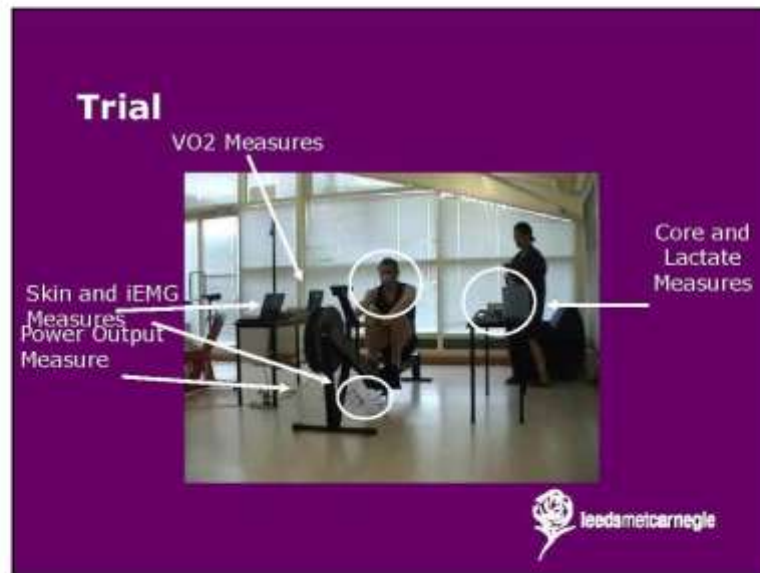 Trial
VO2 Measures
Core and
Lactate
Measures
Skin and iEMG
Measures
Power Output
Measure
leedsmetcarnegie